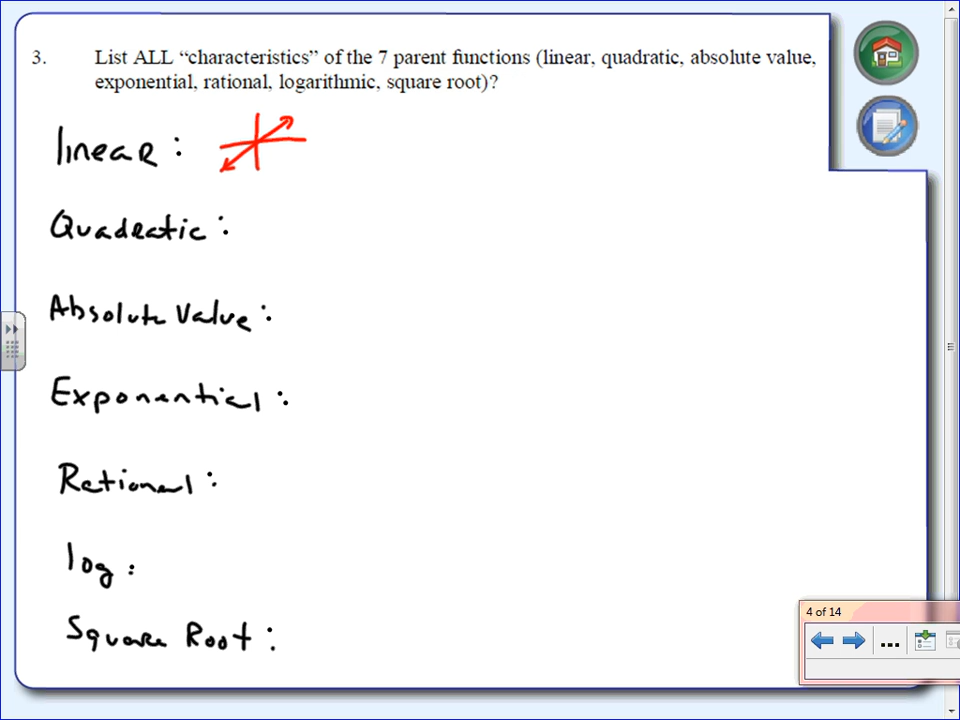 3. List ALL “characteristics” of the 7 parent functions (linear, quadratic, absolute value,
exponential, rational, logarithmic, square root)?
linear :
Quadratic :
Absolute Value :
Exponential :
Rational :
log :
Square Root :
4 of 14